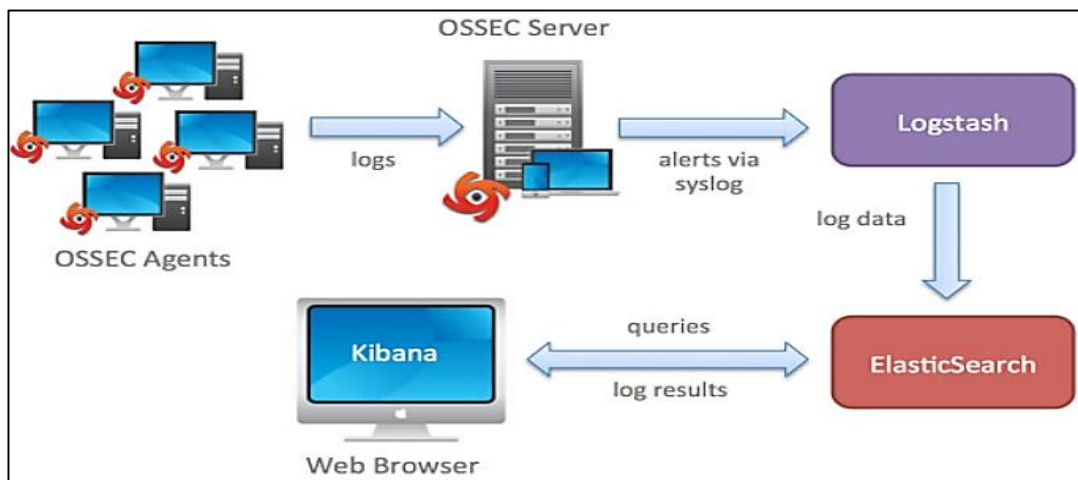 OSSEC Server
Logstash
logs
alerts via
syslog
OSSEC Agents
log data
Kibana
queries
log results
ElasticSearch
Web Browser